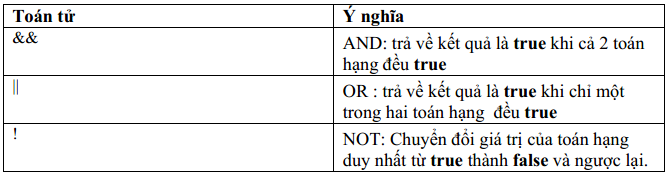 Toán tử Ý nghĩa
&& AND: trả về kết quả là true khi cả 2 toán
hạng đều true
|| OR : trả về kết quả là true khi chỉ một
trong hai toán hạng đều true
! NOT: Chuyển đổi giá trị của toán hạng
duy nhất từ true thành false và ngược lại.